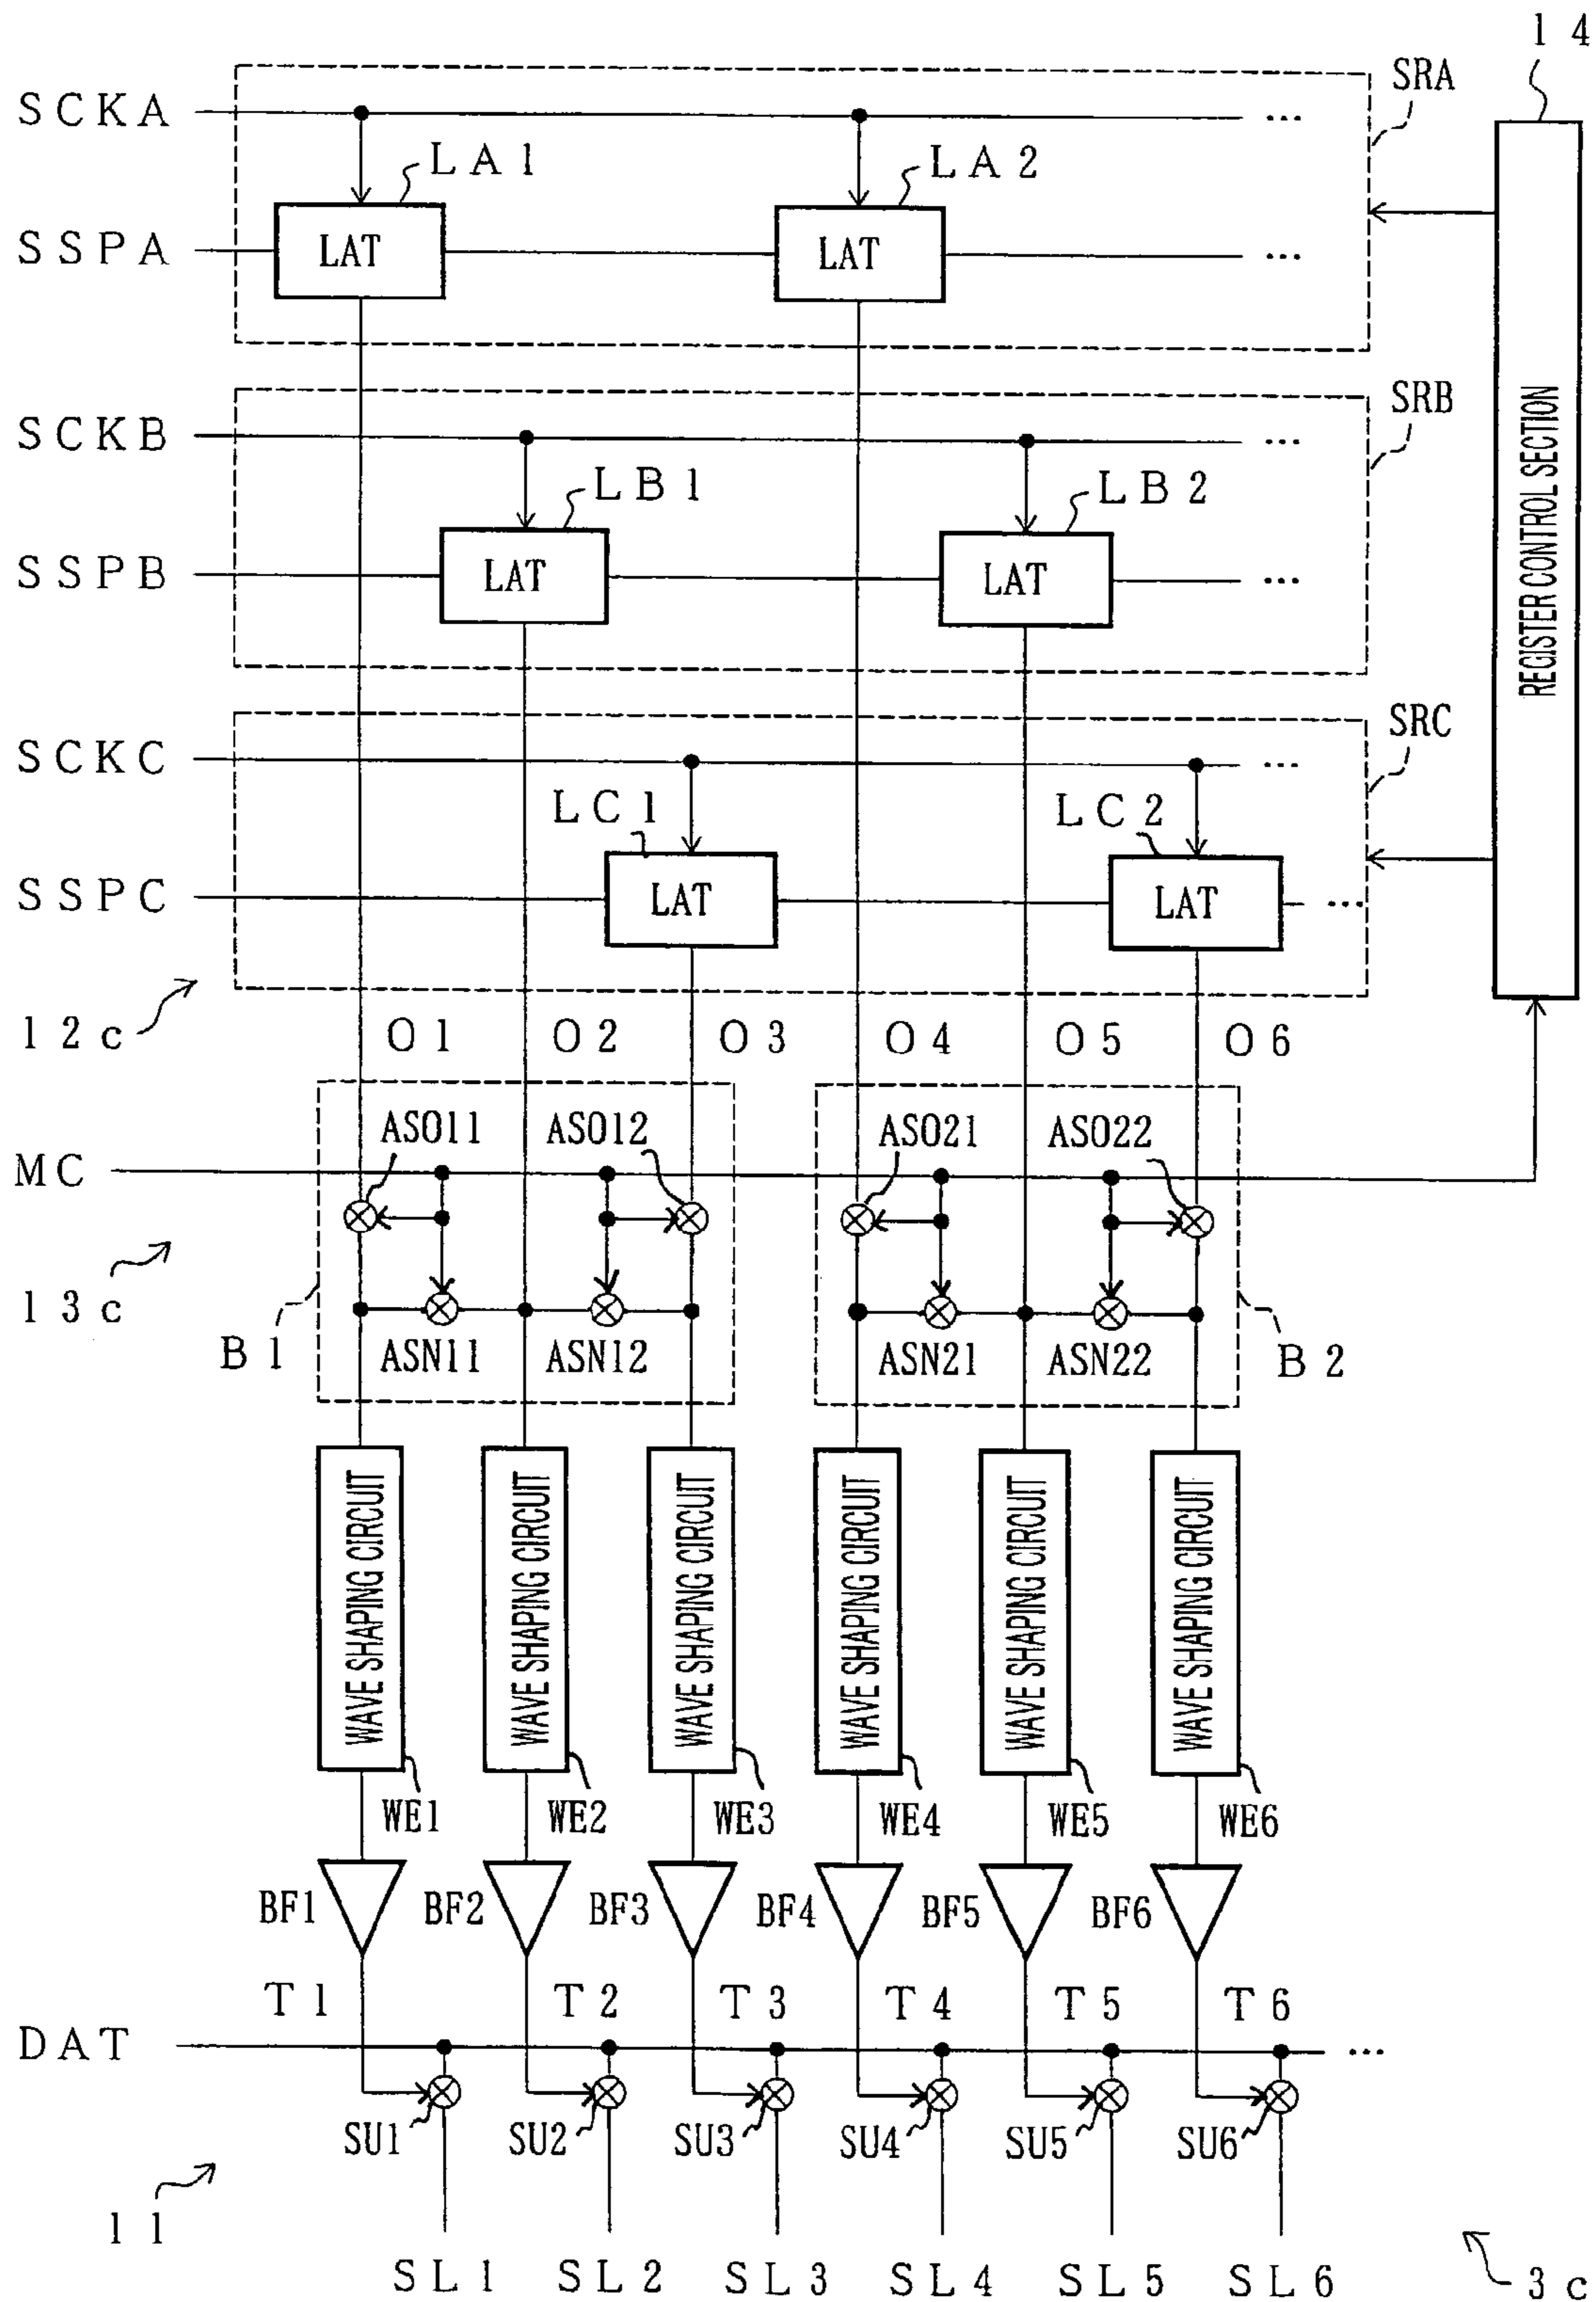 14
SRA
SCKA
...
LA1
LA2
SSPA
LAT
LAT
...
SRB
SCKB
...
LB1
LB2
SSPB
LAT
LAT
...
REGISTER CONTROL SECTION
SRC
SCKC
...
LC1
LC2
SSPC
LAT
LAT
...
12c
O1
O2
O3
O4
O5
O6
ASO11
ASO12
ASO21
ASO22
MC
13c
B1
ASN11
ASN12
ASN21
ASN22
B2
WAVE SHAPING CIRCUIT
WAVE SHAPING CIRCUIT
WAVE SHAPING CIRCUIT
WAVE SHAPING CIRCUIT
WAVE SHAPING CIRCUIT
WAVE SHAPING CIRCUIT
WE1
WE2
WE3
WE4
WE5
WE6
BF1
BF2
BF3
BF4
BF5
BF6
T1
T2
T3
T4
T5
T6
DAT
...
SU1
SU2
SU3
SU4
SU5
SU6
11
SL1
SL2
SL3
SL4
SL5
SL6
3c